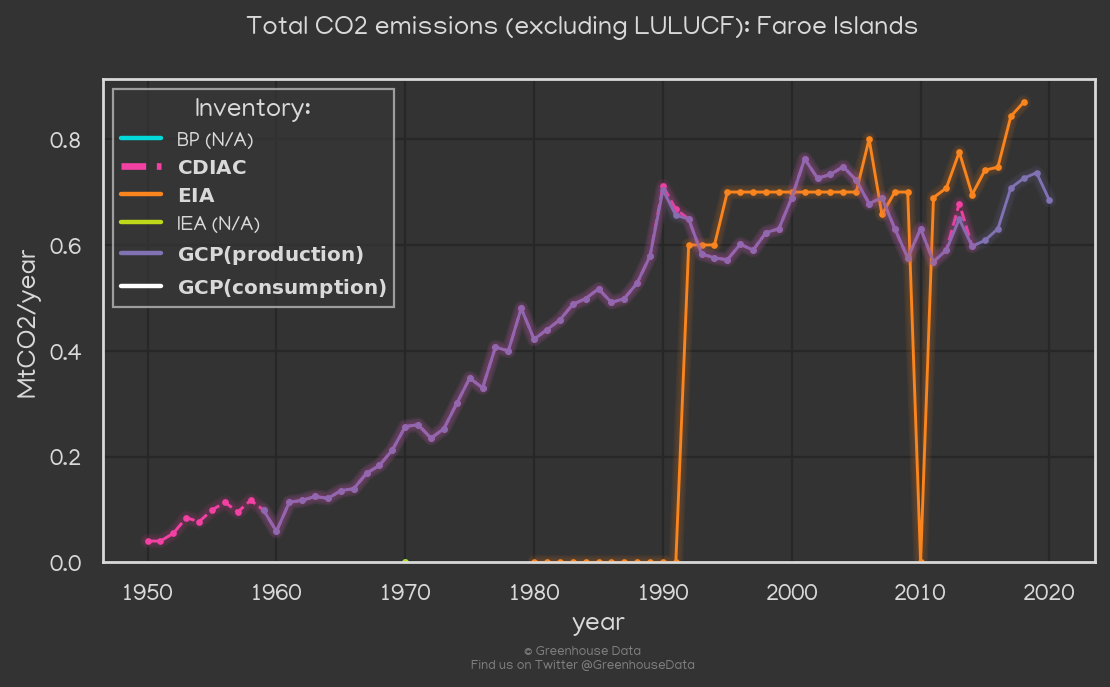 Total CO2 emissions (excluding LULUCF): Faroe Islands
Inventory:
BP (N/A)
CDIAC
EIA
IEA (N/A)
GCP(production)
GCP(consumption)
MtCO2/year
0.8
0.6
0.4
0.2
0.0
1950 1960 1970 1980 1990 2000 2010 2020
year
© Greenhouse Data
Find us on Twitter @GreenhouseData